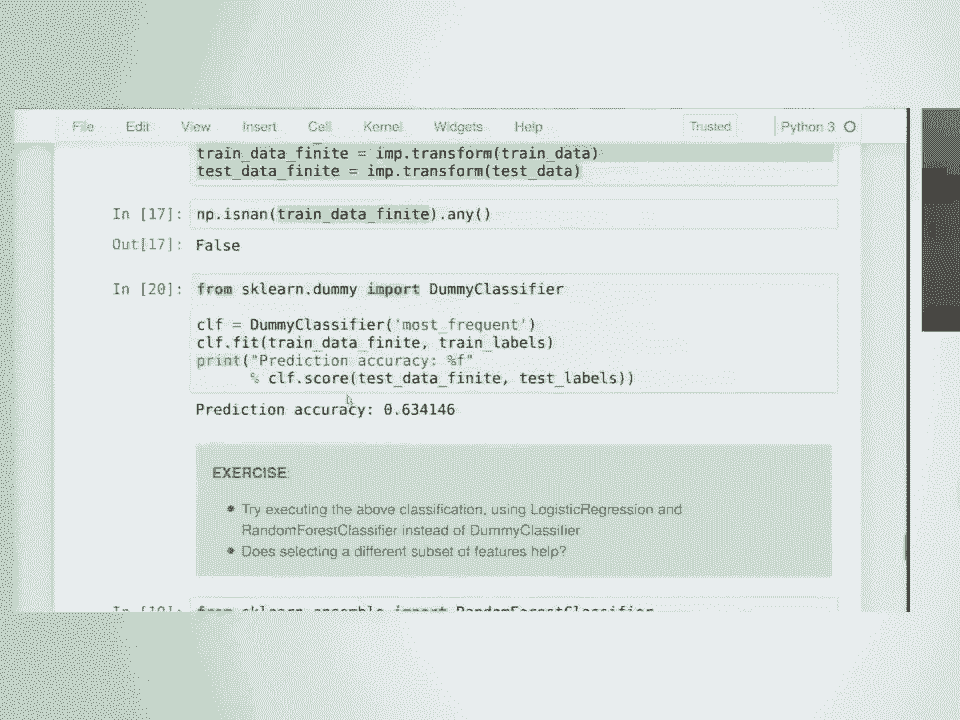 File Edit View Insert Cell Kernel Widgets Help Trusted Python 3
train_data_finite = imp.transform(train_data)
test_data_finite = imp.transform(test_data)
In [17]: np.isnan(train_data_finite).any()
Out[17]: False
In [20]: from sklearn.dummy import DummyClassifier
clf = DummyClassifier('most_frequent')
clf.fit(train_data_finite, train_labels)
print("Prediction accuracy: %f"
% clf.score(test_data_finite, test_labels))
Prediction accuracy: 0.634146
EXERCISE
Try executing the above classification, using LogisticRegression and
RandomForestClassifier instead of DummyClassifier
Does selecting a different subset of features help?
from sklearn.ensemble import RandomForestClassifier